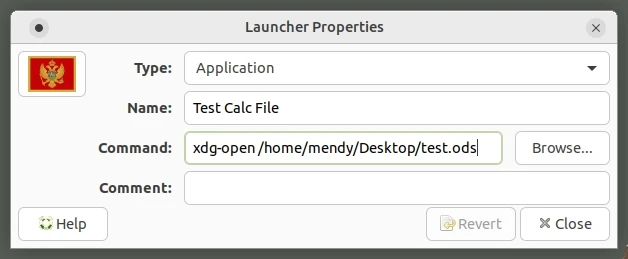 Launcher Properties
Type: Application
Name: Test Calc File
Command: xdg-open /home/mendy/Desktop/test.ods Browse...
Comment:
Help Revert Close